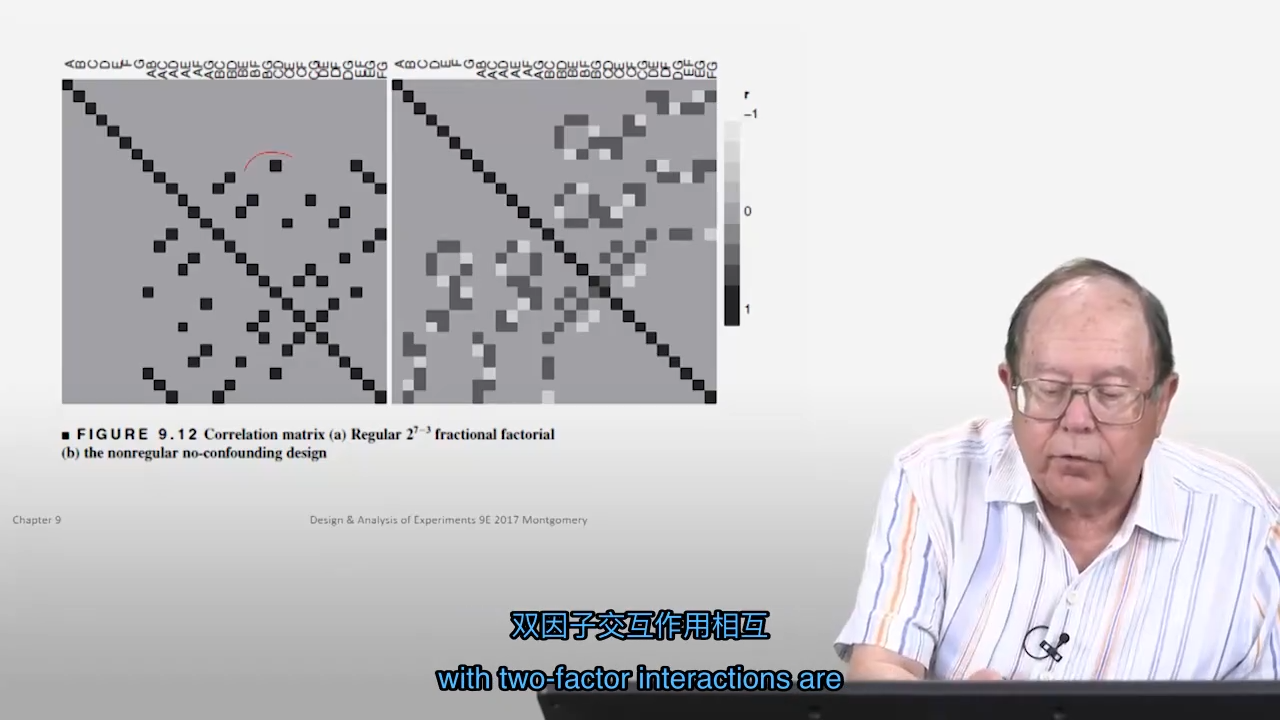 A B C D E F G AB AC AD AE AF AG BC BD BE BF BG CD CE CF CG DE DF DG EF EG FG
A B C D E F G AB AC AD AE AF AG BC BD BE BF BG CD CE CF CG DE DF DG EF EG FG
r
−1
0
1
■ FIGURE 9.12 Correlation matrix (a) Regular 2⁷⁻³ fractional factorial
(b) the nonregular no-confounding design
Chapter 9
Design & Analysis of Experiments 9E 2017 Montgomery
双因子交互作用相互
with two-factor interactions are